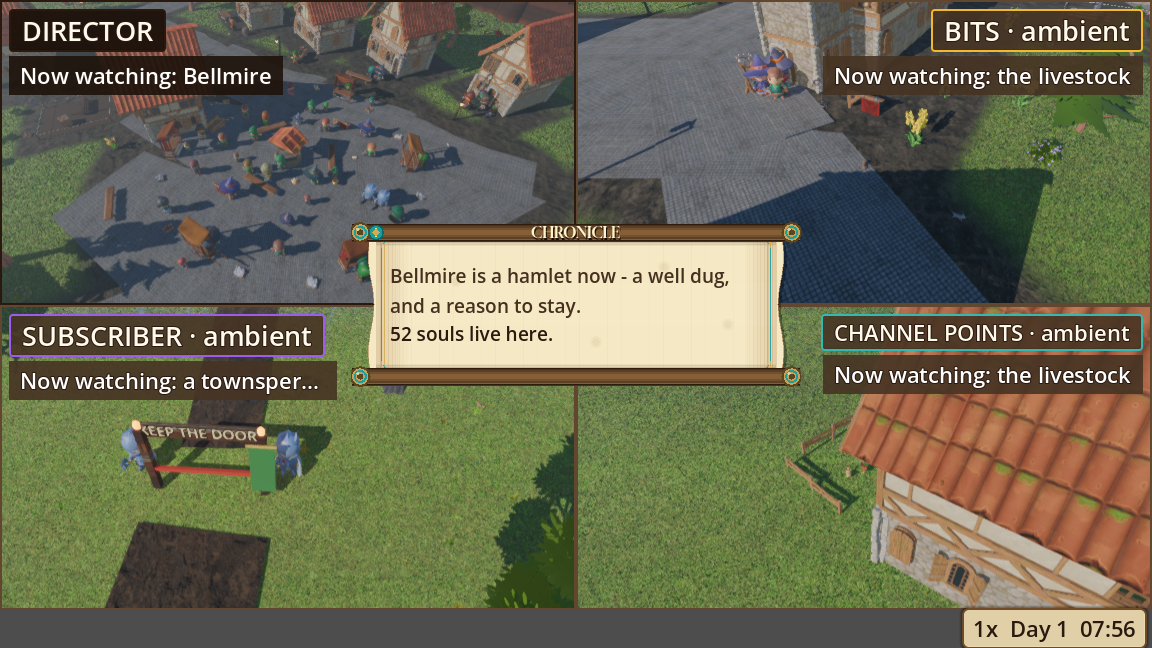 DIRECTOR
Now watching: Bellmire
BITS · ambient
Now watching: the livestock
CHRONICLE
Bellmire is a hamlet now - a well dug,
and a reason to stay.
52 souls live here.
SUBSCRIBER · ambient
Now watching: a townsper...
KEEP THE DOOR
CHANNEL POINTS · ambient
Now watching: the livestock
1x Day 1 07:56